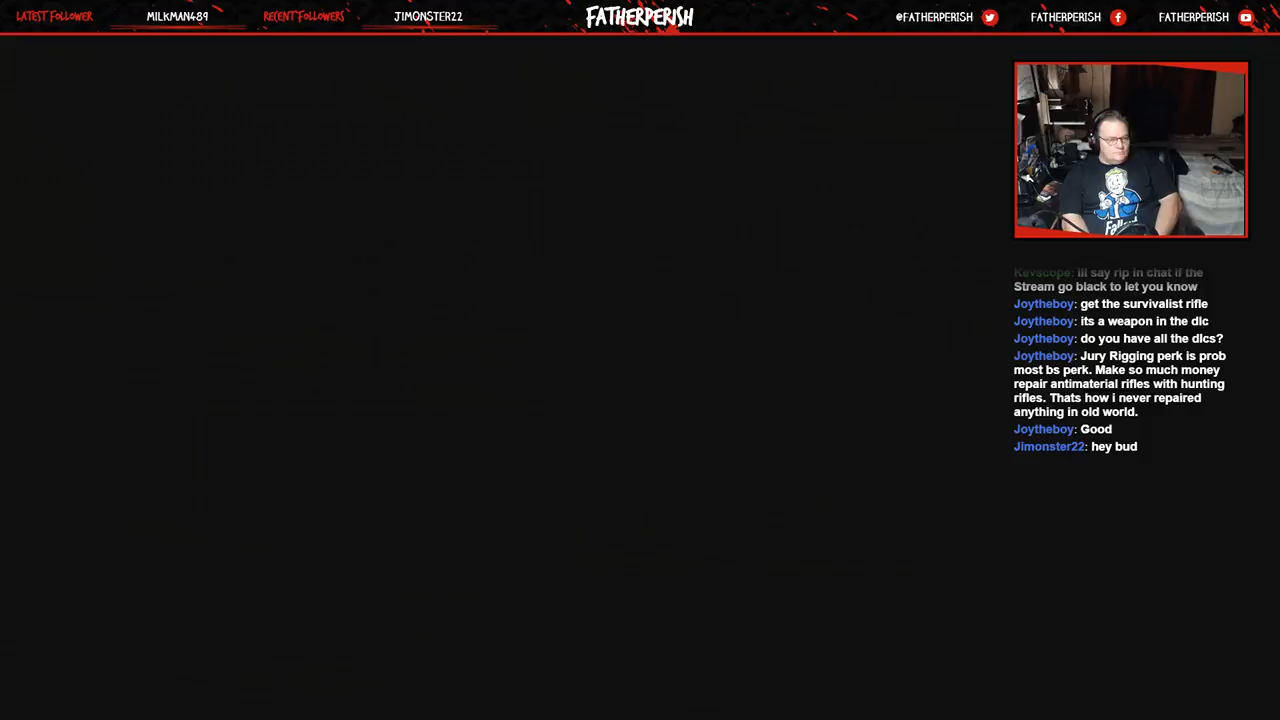 LATEST FOLLOWER MILKMAN489 RECENT FOLLOWERS JIMONSTER22 FATHERPERISH @FATHERPERISH FATHERPERISH FATHERPERISH
Kevscope: Ill say rip in chat if the
Stream go black to let you know
Joytheboy: get the survivalist rifle
Joytheboy: its a weapon in the dlc
Joytheboy: do you have all the dlcs?
Joytheboy: Jury Rigging perk is prob
most bs perk. Make so much money
repair antimaterial rifles with hunting
rifles. Thats how i never repaired
anything in old world.
Joytheboy: Good
Jimonster22: hey bud